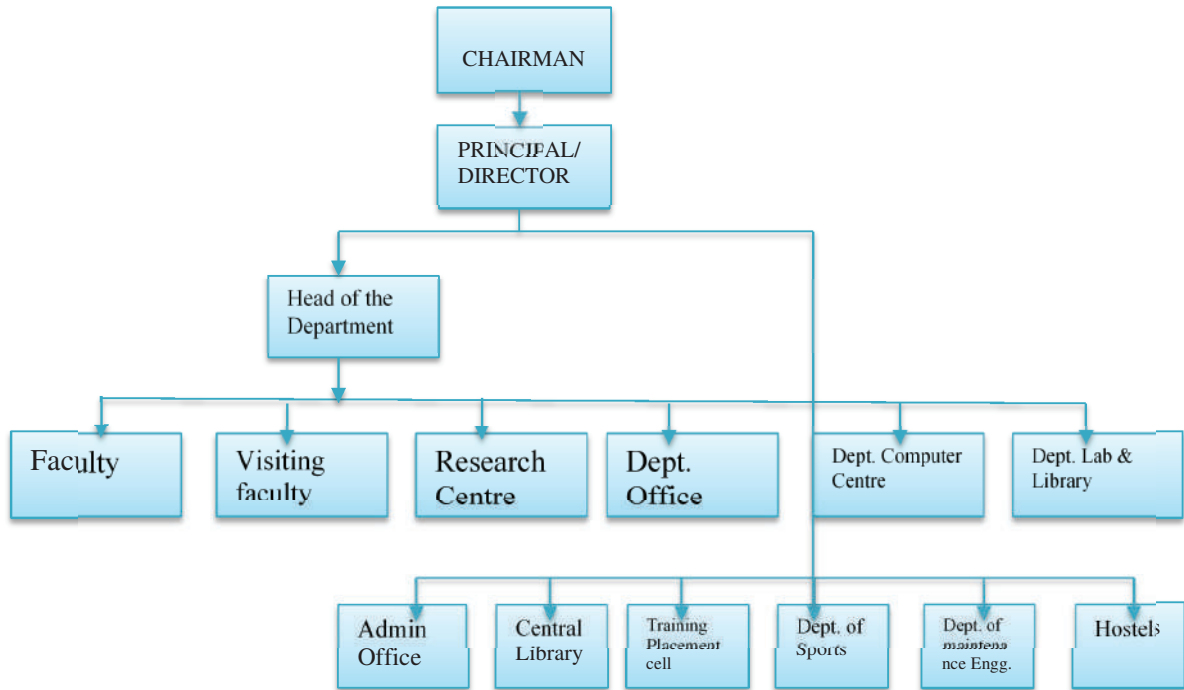 CHAIRMAN
PRINCIPAL/
DIRECTOR
Head of the
Department
Faculty
Visiting
faculty
Research
Centre
Dept.
Office
Dept. Computer
Centre
Dept. Lab &
Library
Admin
Office
Central
Library
Training
Placement
cell
Dept. of
Sports
Dept. of
maintena
nce Engg.
Hostels